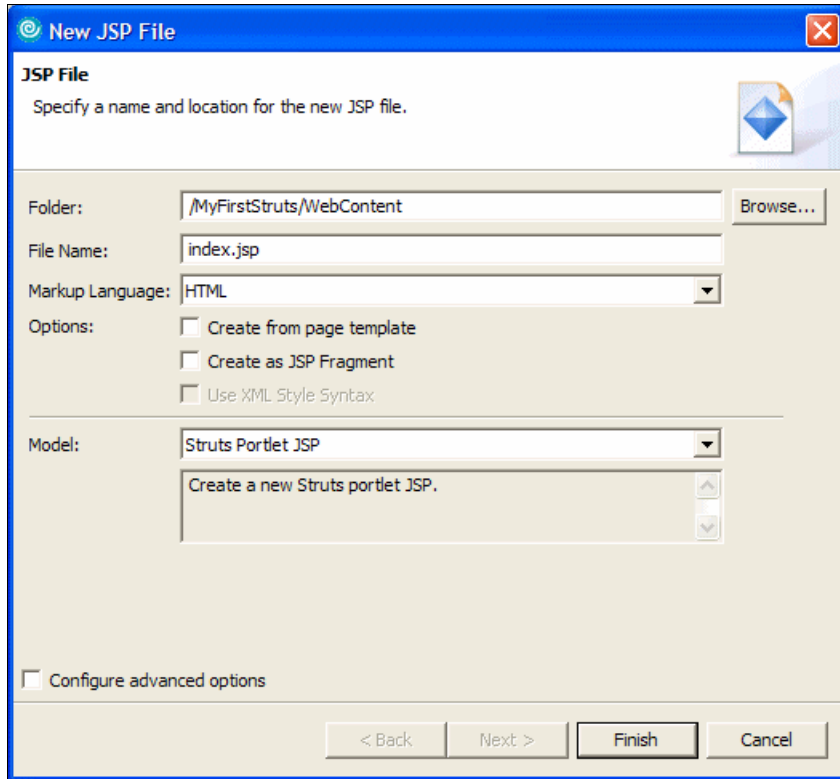 New JSP File
JSP File
Specify a name and location for the new JSP file.
Folder: /MyFirstStruts/WebContent Browse...
File Name: index.jsp
Markup Language: HTML
Options: Create from page template
Create as JSP Fragment
Use XML Style Syntax
Model: Struts Portlet JSP
Create a new Struts portlet JSP.
Configure advanced options
< Back Next > Finish Cancel